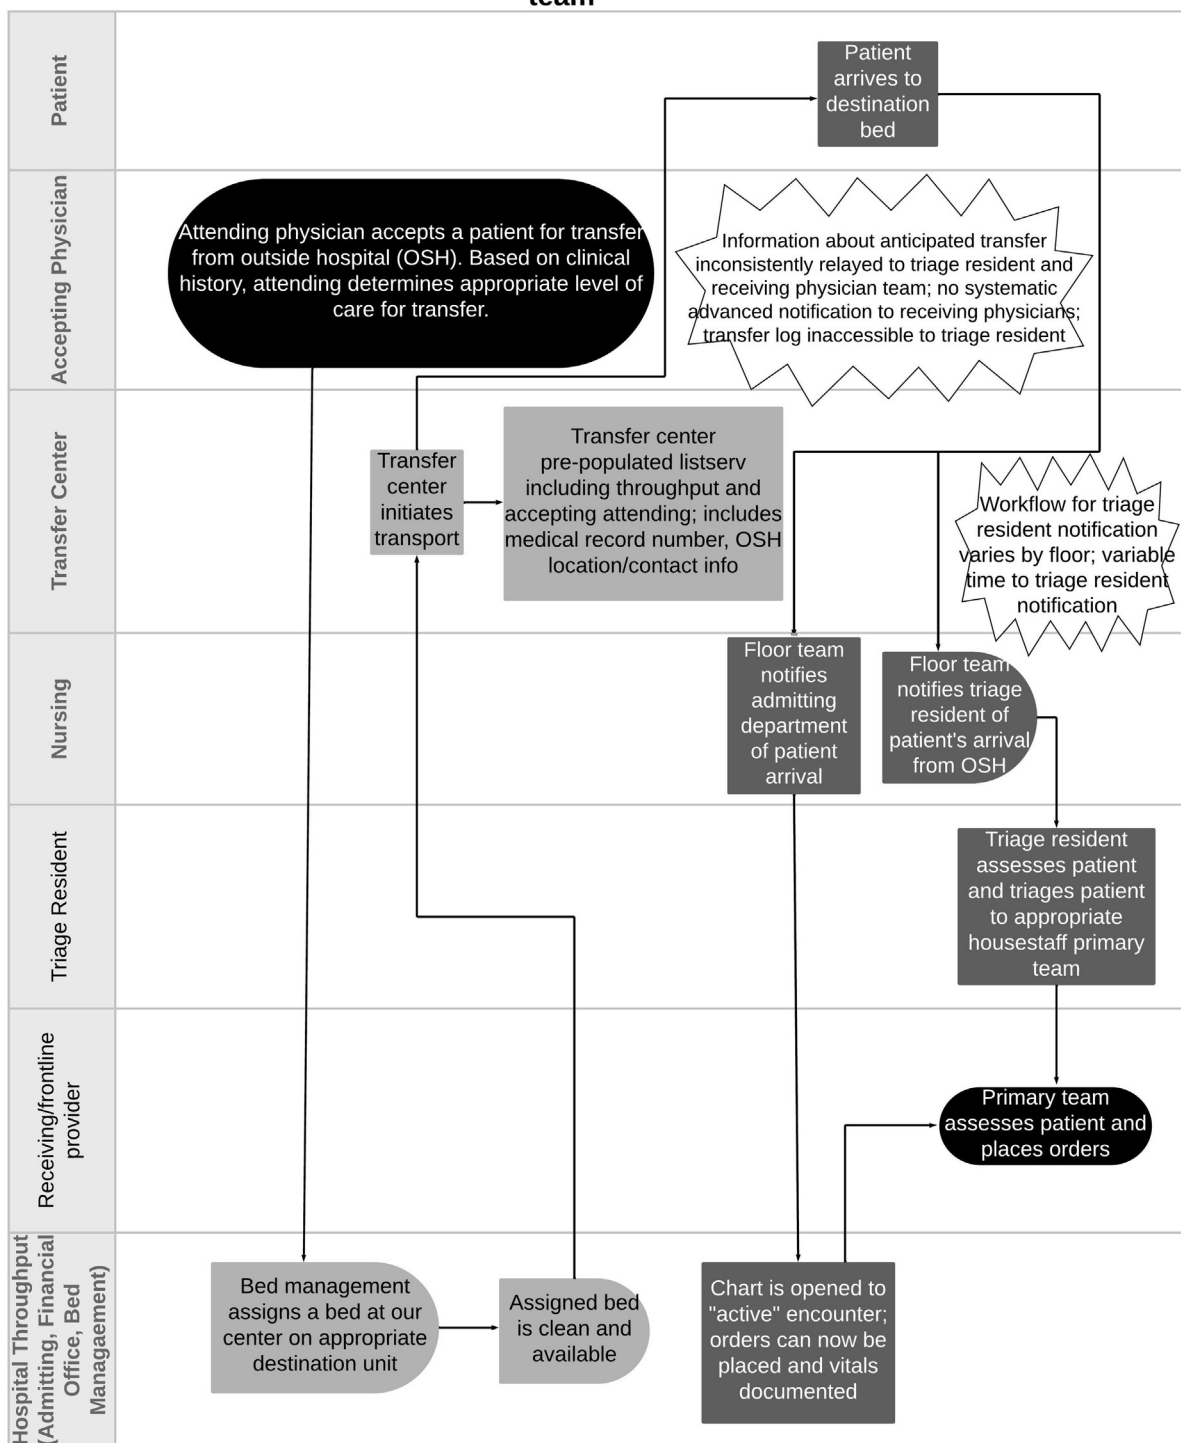 team
Patient
Patient
arrives to
destination
bed
Accepting Physician
Attending physician accepts a patient for transfer
from outside hospital (OSH). Based on clinical
history, attending determines appropriate level of
care for transfer.
Information about anticipated transfer
inconsistently relayed to triage resident and
receiving physician team; no systematic
advanced notification to receiving physicians;
transfer log inaccessible to triage resident
Transfer Center
Transfer
center
initiates
transport
Transfer center
pre-populated listserv
including throughput and
accepting attending; includes
medical record number, OSH
location/contact info
Workflow for triage
resident notification
varies by floor; variable
time to triage resident
notification
Nursing
Floor team
notifies
admitting
department
of patient
arrival
Floor team
notifies triage
resident of
patient's arrival
from OSH
Triage Resident
Triage resident
assesses patient
and triages patient
to appropriate
housestaff primary
team
Receiving/frontline
provider
Primary team
assesses patient and
places orders
Hospital Throughput
(Admitting, Financial
Office, Bed
Managaement)
Bed management
assigns a bed at our
center on appropriate
destination unit
Assigned bed
is clean and
available
Chart is opened to
"active" encounter;
orders can now be
placed and vitals
documented